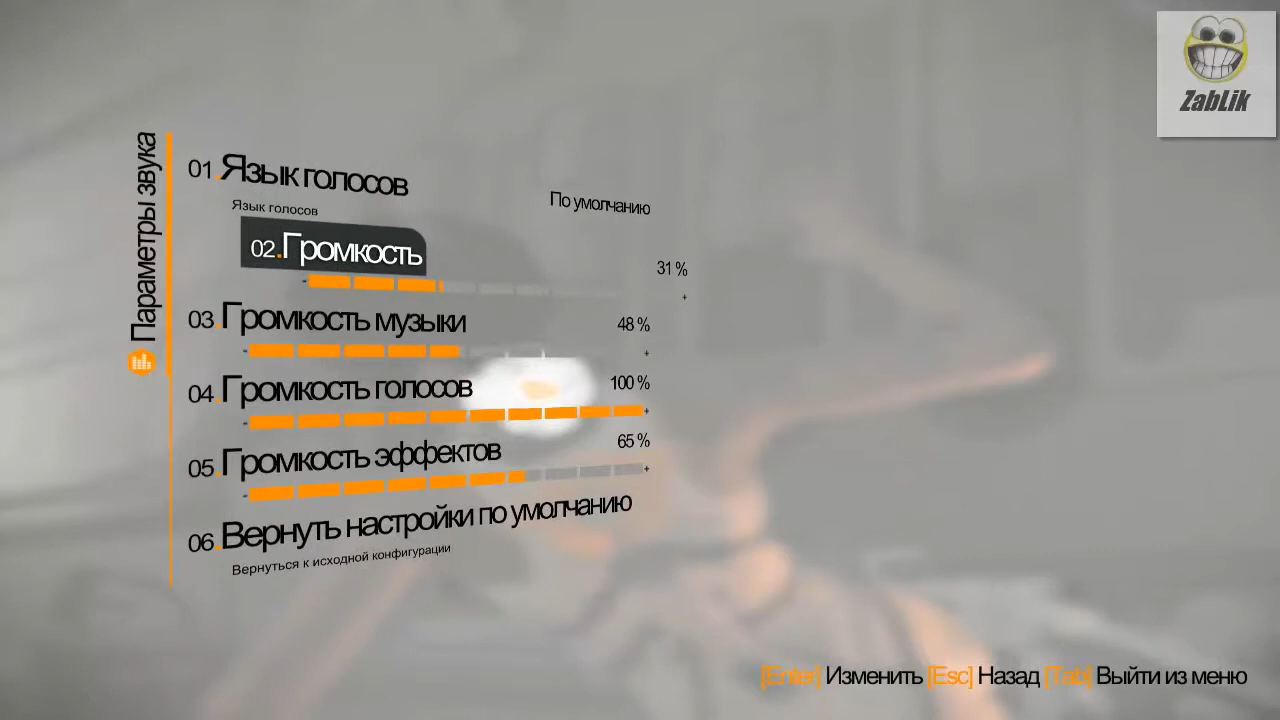 ZabLik
Параметры звука
01.Язык голосов
По умолчанию
Язык голосов
02.Громкость
31 %
- +
03.Громкость музыки
48 %
- +
04.Громкость голосов
100 %
- +
05.Громкость эффектов
65 %
- +
06.Вернуть настройки по умолчанию
Вернуться к исходной конфигурации
[Enter] Изменить [Esc] Назад [Tab] Выйти из меню